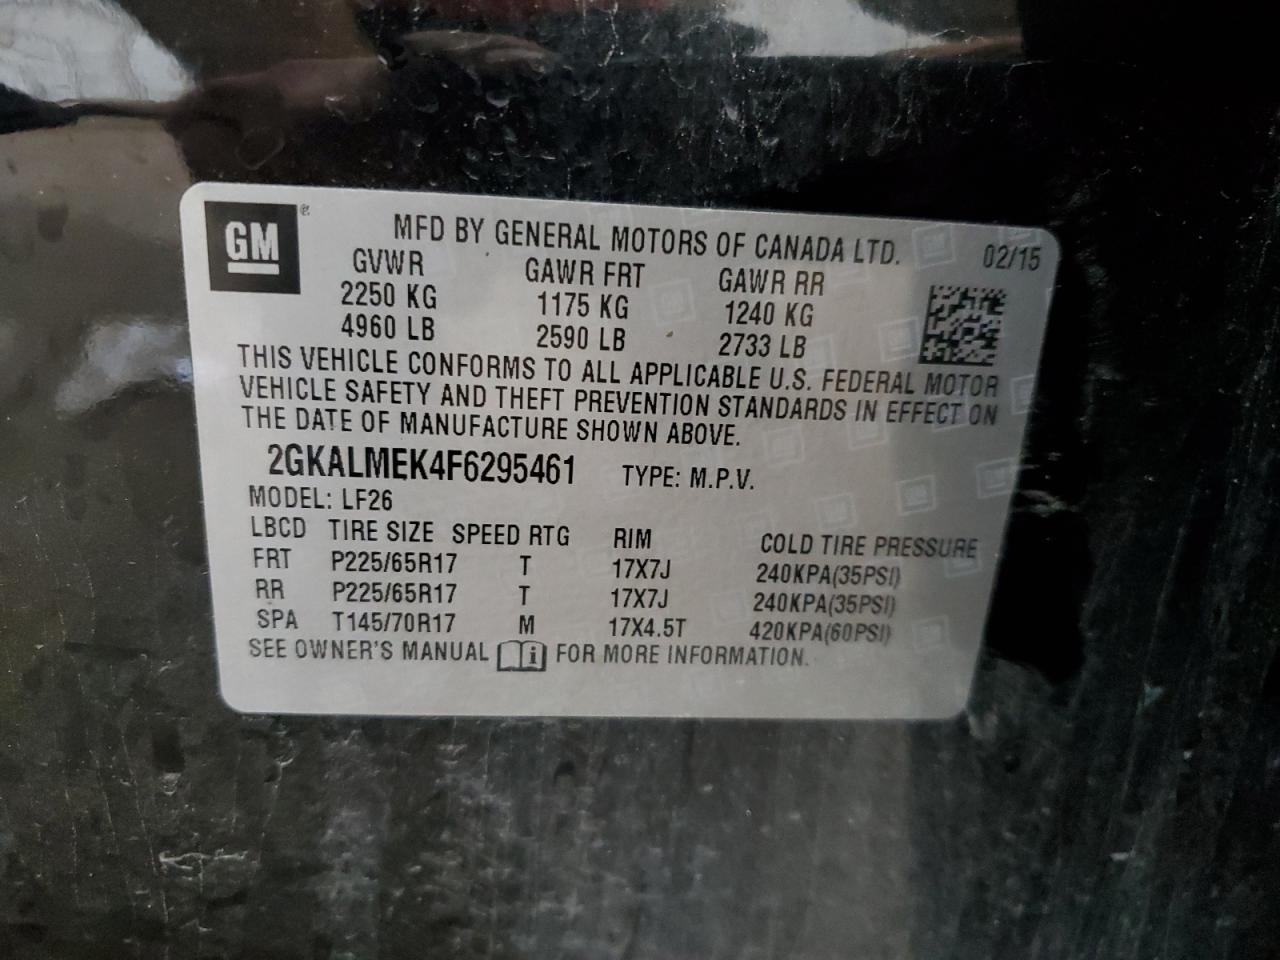 GM ®
MFD BY GENERAL MOTORS OF CANADA LTD. 02/15
GVWR GAWR FRT GAWR RR
2250 KG 1175 KG 1240 KG
4960 LB 2590 LB 2733 LB
THIS VEHICLE CONFORMS TO ALL APPLICABLE U.S. FEDERAL MOTOR
VEHICLE SAFETY AND THEFT PREVENTION STANDARDS IN EFFECT ON
THE DATE OF MANUFACTURE SHOWN ABOVE.
2GKALMEK4F6295461 TYPE: M.P.V.
MODEL: LF26
LBCD TIRE SIZE SPEED RTG RIM COLD TIRE PRESSURE
FRT P225/65R17 T 17X7J 240KPA(35PSI)
RR P225/65R17 T 17X7J 240KPA(35PSI)
SPA T145/70R17 M 17X4.5T 420KPA(60PSI)
SEE OWNER'S MANUAL i FOR MORE INFORMATION.